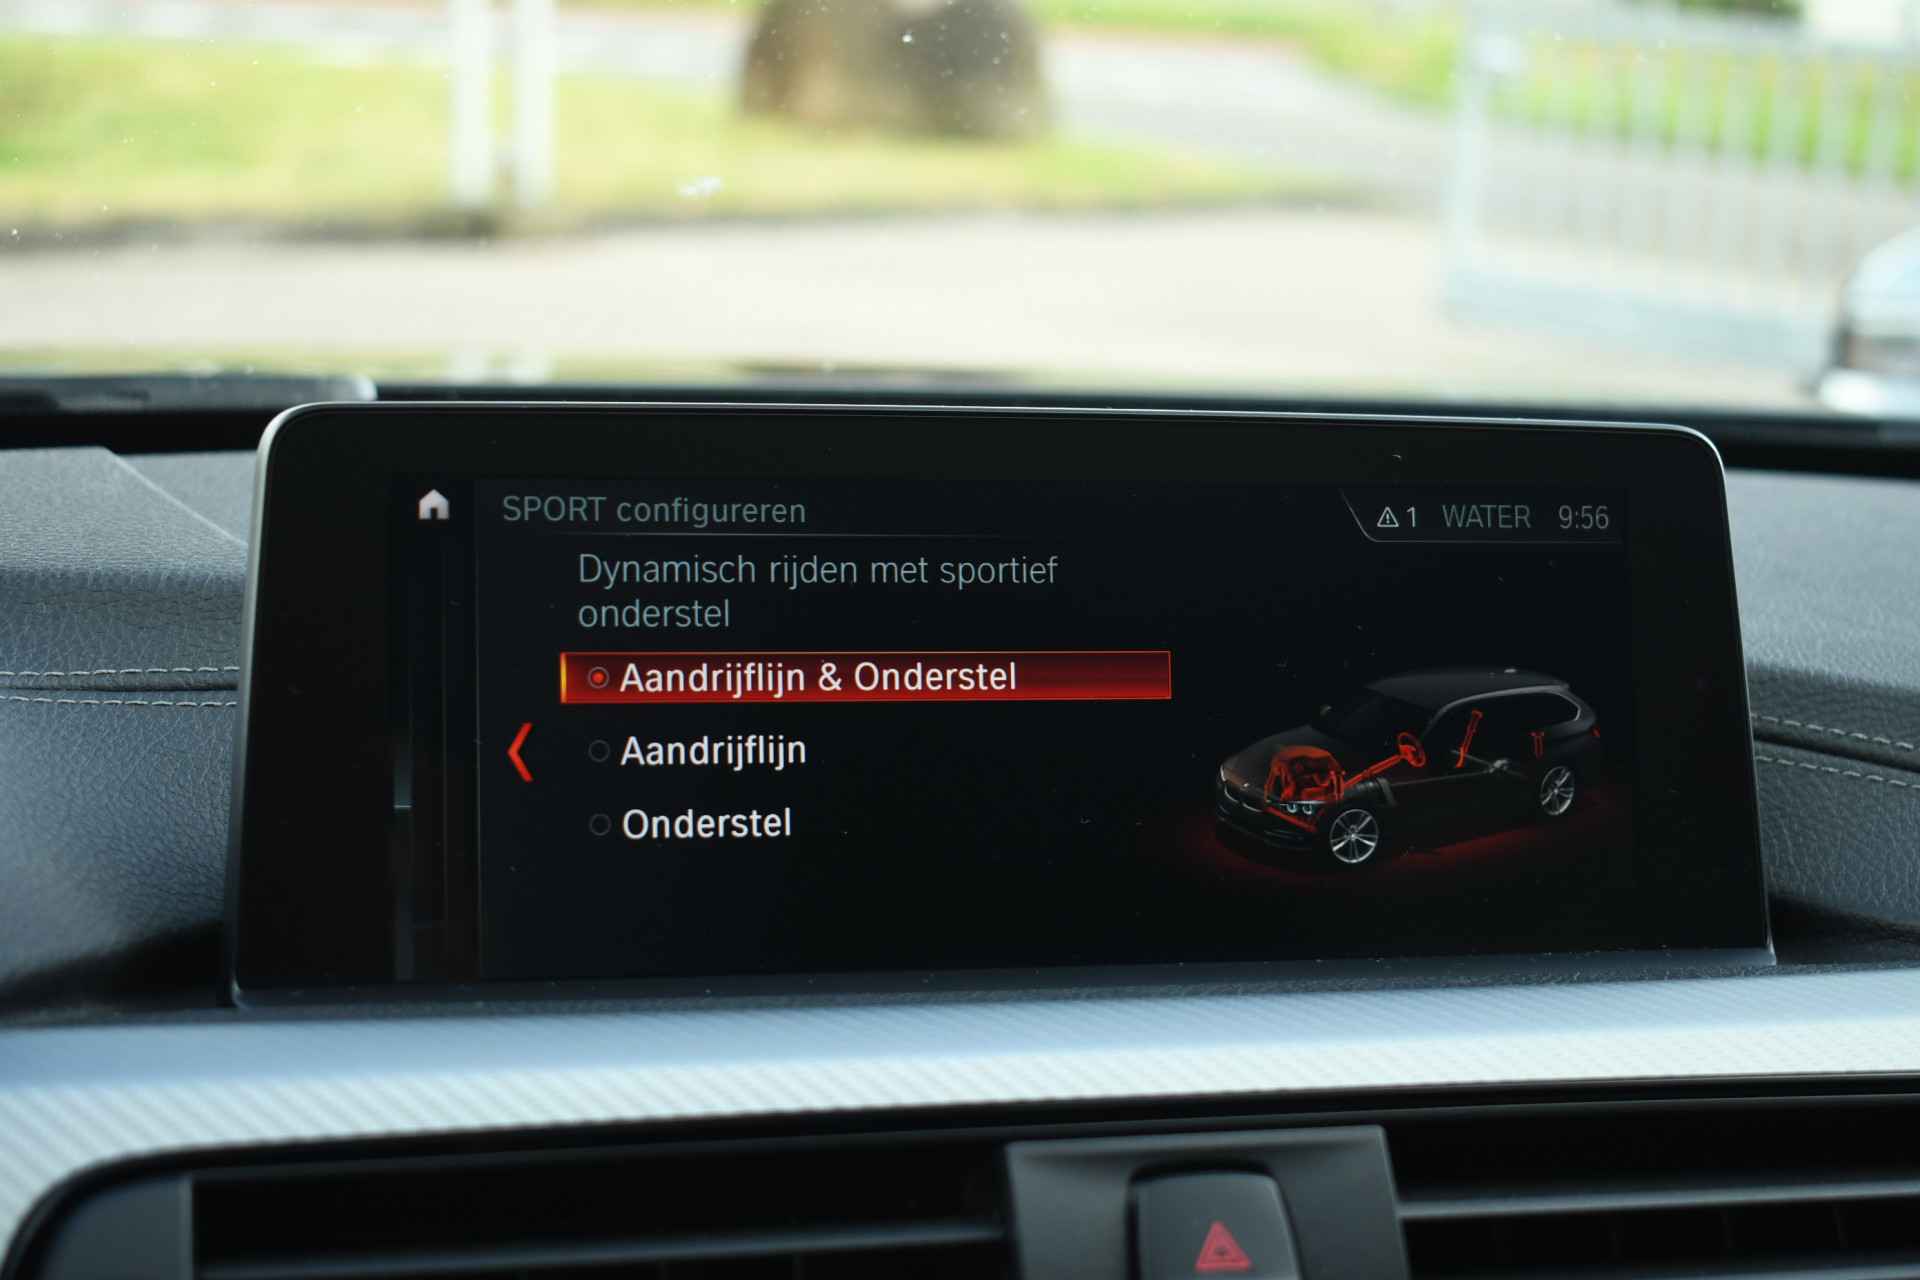 SPORT configureren
1 WATER 9:56
Dynamisch rijden met sportief
onderstel
Aandrijflijn & Onderstel
Aandrijflijn
Onderstel